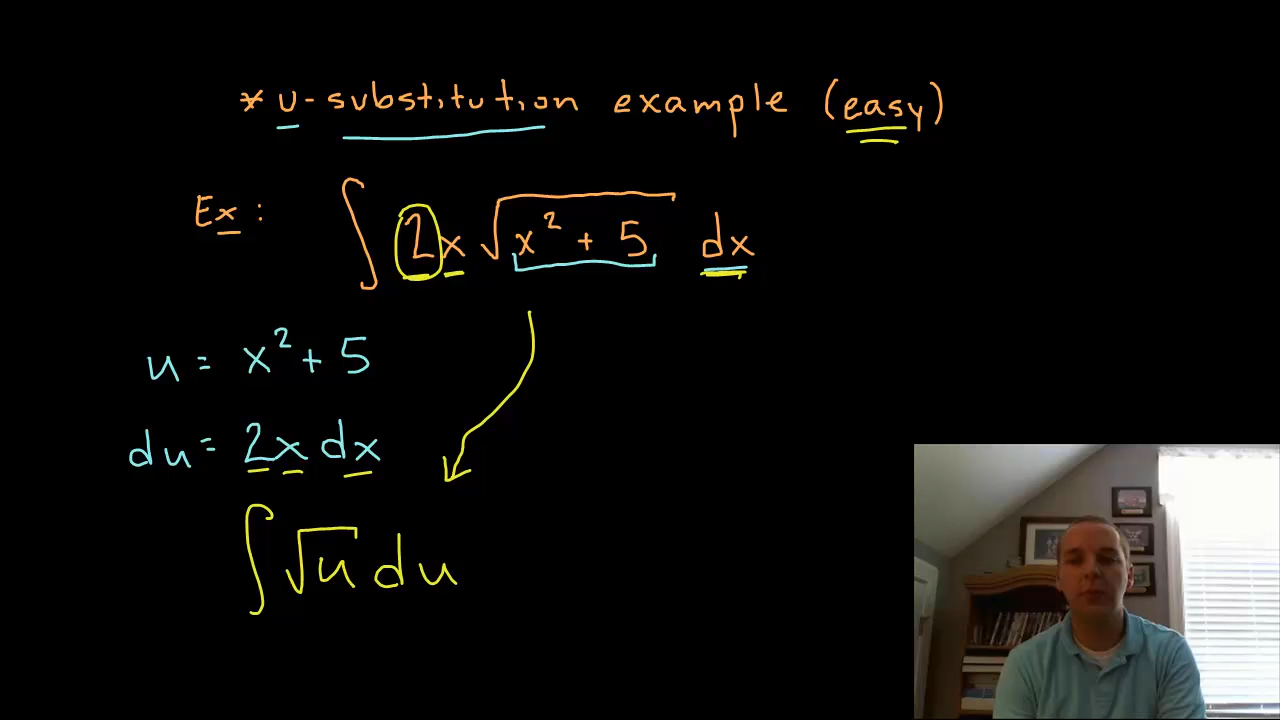 * u-substitution example (easy)
Ex: ∫ 2x √(x² + 5) dx
u = x² + 5
du = 2x dx
∫ √u du